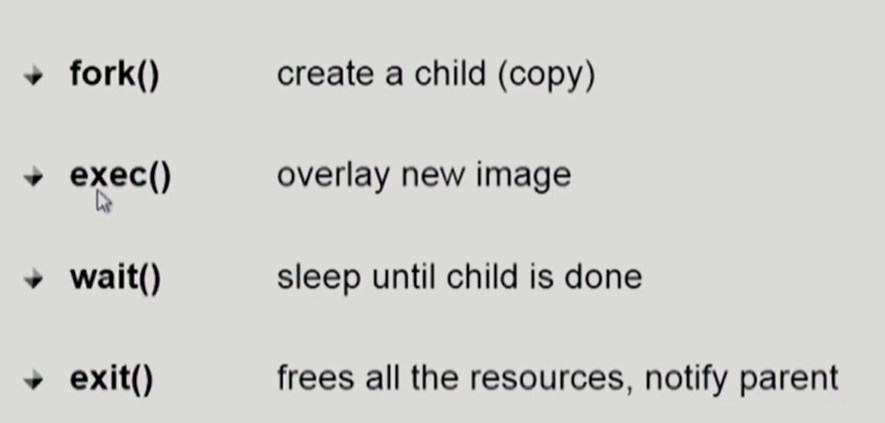 fork() create a child (copy)
exec() overlay new image
wait() sleep until child is done
exit() frees all the resources, notify parent